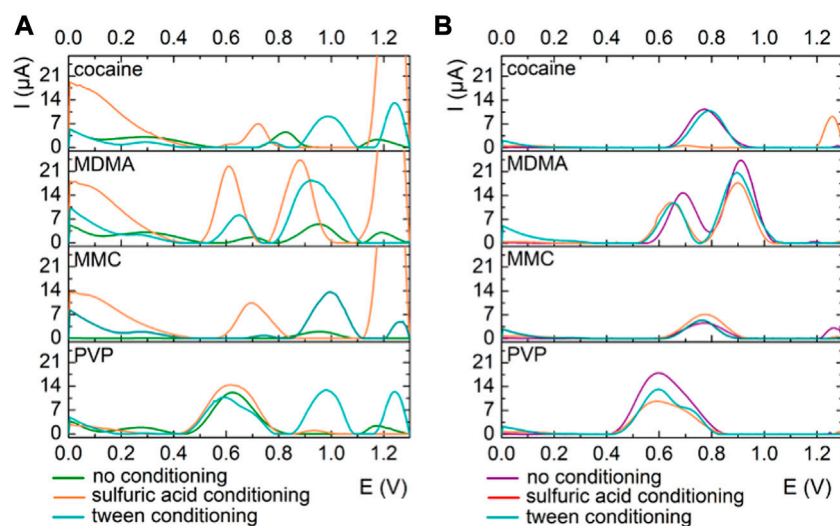 A
B
0.0 0.2 0.4 0.6 0.8 1.0 1.2
0.0 0.2 0.4 0.6 0.8 1.0 1.2
I (μA)
I (μA)
21
14
7
0
cocaine
21
14
7
0
MDMA
21
14
7
0
MMC
21
14
7
0
PVP
21
14
7
0
cocaine
21
14
7
0
MDMA
21
14
7
0
MMC
21
14
7
0
PVP
0.0 0.2 0.4 0.6 0.8 1.0 1.2
0.0 0.2 0.4 0.6 0.8 1.0 1.2
no conditioning
sulfuric acid conditioning
tween conditioning
E (V)
no conditioning
sulfuric acid conditioning
tween conditioning
E (V)